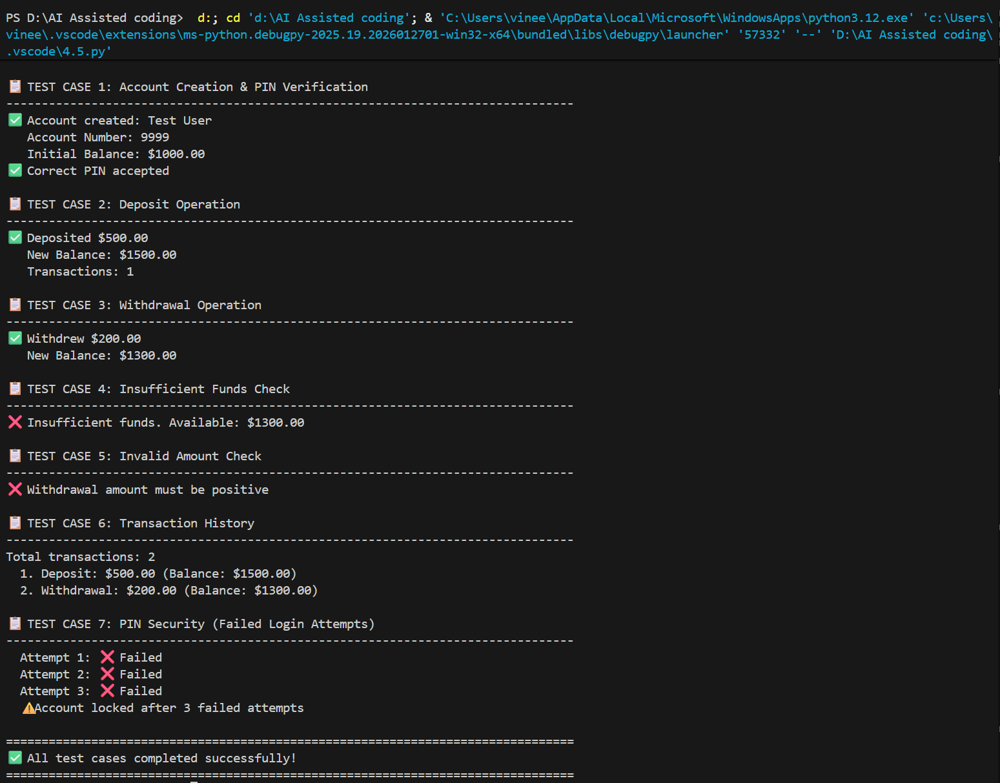 PS D:\AI Assisted coding>  d:; cd 'd:\AI Assisted coding'; & 'C:\Users\vinee\AppData\Local\Microsoft\WindowsApps\python3.12.exe' 'c:\Users\
vinee\.vscode\extensions\ms-python.debugpy-2025.19.2026012701-win32-x64\bundled\libs\debugpy\launcher' '57332' '--' 'D:\AI Assisted coding\
.vscode\4.5.py'
📋 TEST CASE 1: Account Creation & PIN Verification
--------------------------------------------------------------------------------
✅ Account created: Test User
   Account Number: 9999
   Initial Balance: $1000.00
✅ Correct PIN accepted
📋 TEST CASE 2: Deposit Operation
--------------------------------------------------------------------------------
✅ Deposited $500.00
   New Balance: $1500.00
   Transactions: 1
📋 TEST CASE 3: Withdrawal Operation
--------------------------------------------------------------------------------
✅ Withdrew $200.00
   New Balance: $1300.00
📋 TEST CASE 4: Insufficient Funds Check
--------------------------------------------------------------------------------
❌ Insufficient funds. Available: $1300.00
📋 TEST CASE 5: Invalid Amount Check
--------------------------------------------------------------------------------
❌ Withdrawal amount must be positive
📋 TEST CASE 6: Transaction History
--------------------------------------------------------------------------------
Total transactions: 2
  1. Deposit: $500.00 (Balance: $1500.00)
  2. Withdrawal: $200.00 (Balance: $1300.00)
📋 TEST CASE 7: PIN Security (Failed Login Attempts)
--------------------------------------------------------------------------------
  Attempt 1: ❌ Failed
  Attempt 2: ❌ Failed
  Attempt 3: ❌ Failed
  ⚠️Account locked after 3 failed attempts
================================================================================
✅ All test cases completed successfully!
================================================================================